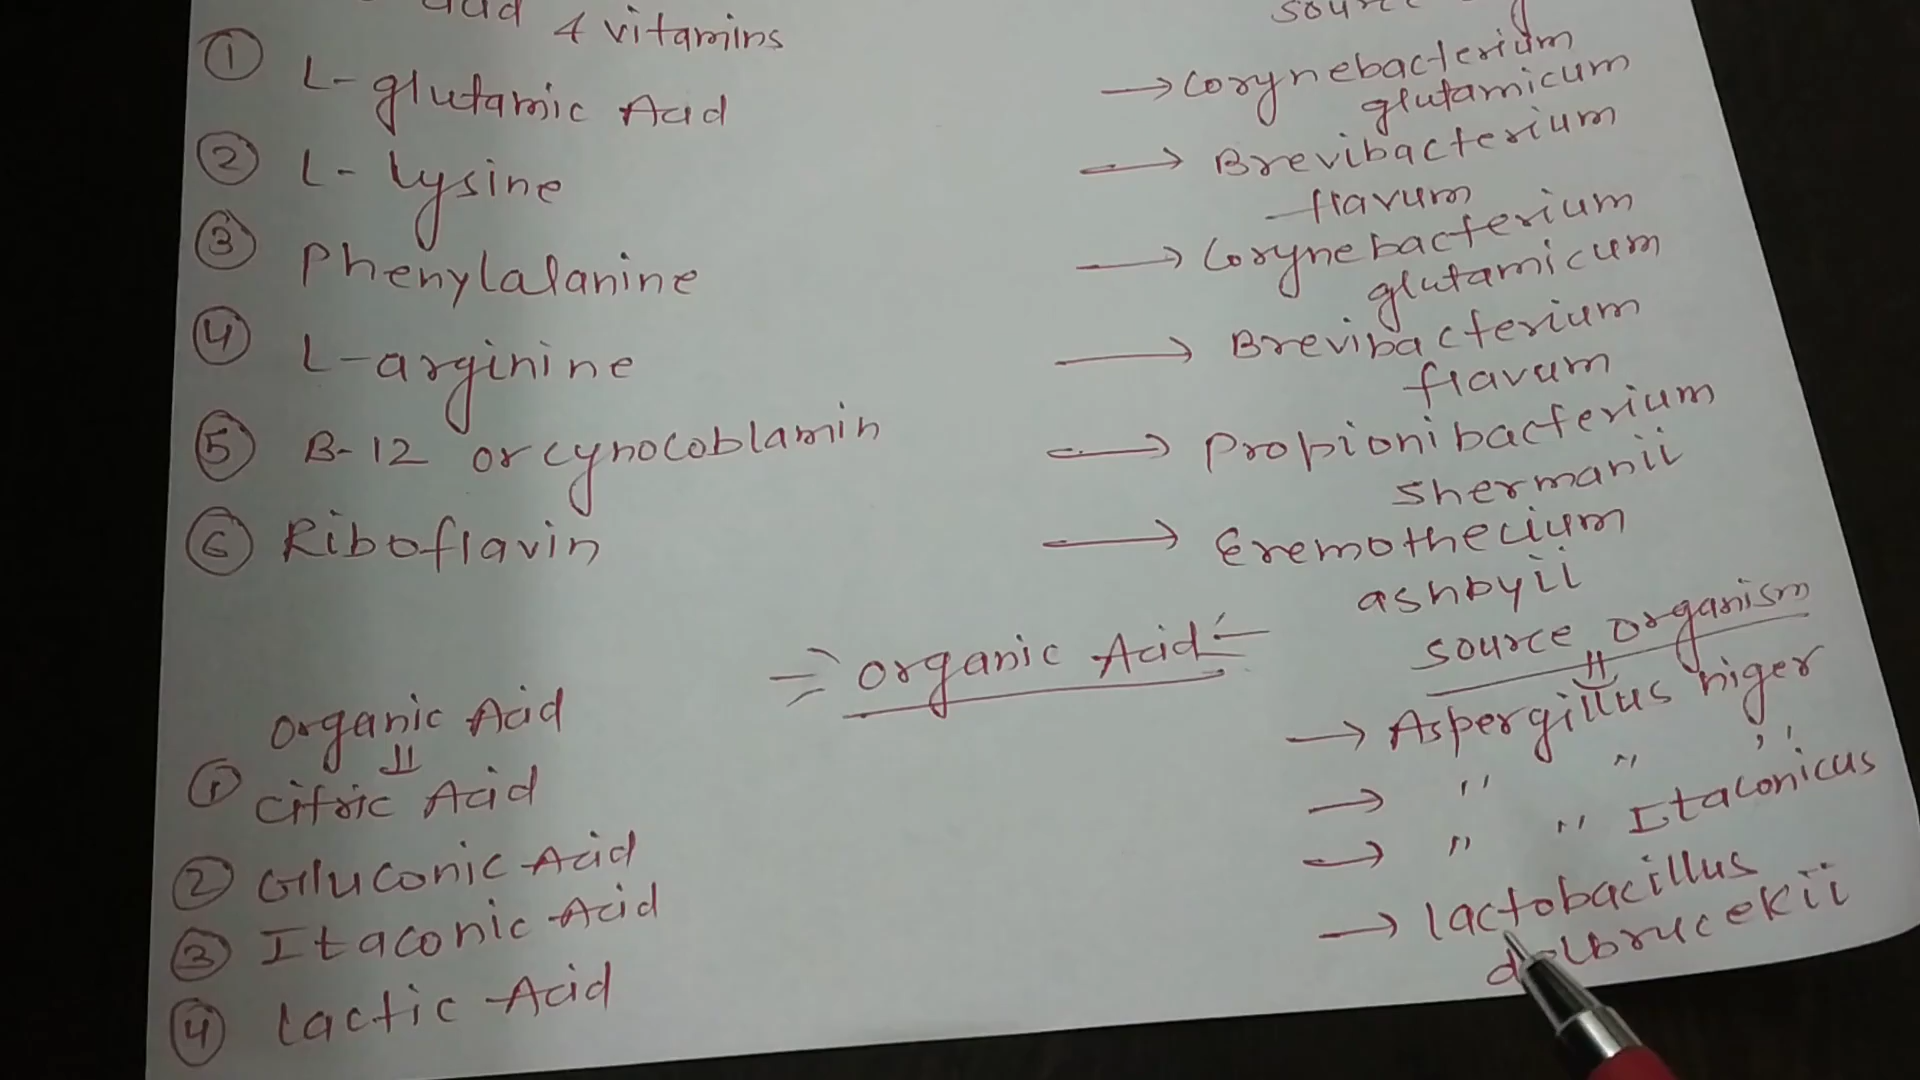 acid & vitamins
① L-glutamic Acid → Corynebacterium
glutamicum
② L-lysine → Brevibacterium
flavum
③ Phenylalanine → Corynebacterium
glutamicum
④ L-arginine → Brevibacterium
flavum
⑤ B-12 or cynocoblamin → Propionibacterium
shermanii
⑥ Riboflavin → Eremothecium
ashbyii
⇒ organic Acid ⇐
organic Acid source organism
① Citric Acid → Aspergillus niger
② Gluconic Acid → " " "
③ Itaconic Acid → " " Itaconicus
④ lactic Acid → lactobacillus
delbrucekii